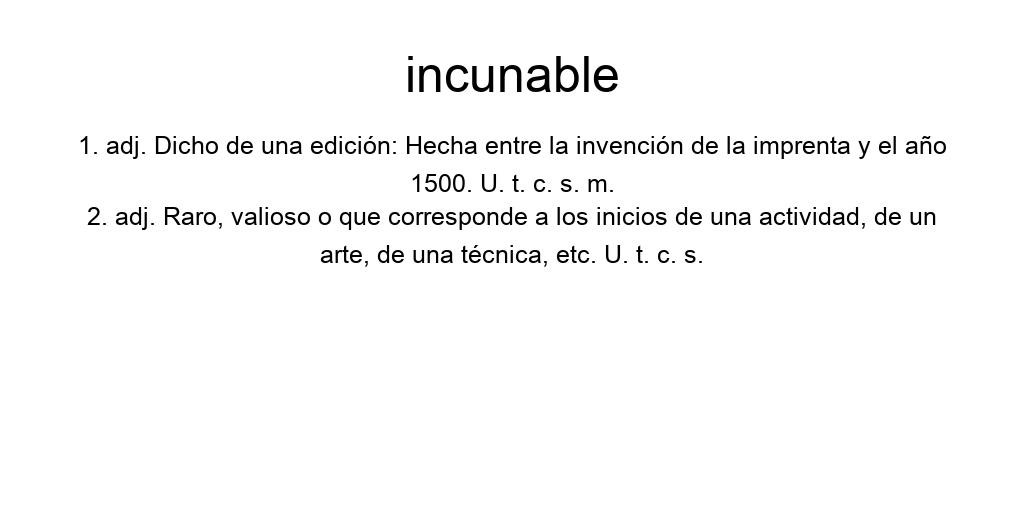 incunable
1. adj. Dicho de una edición: Hecha entre la invención de la imprenta y el año
1500. U. t. c. s. m.
2. adj. Raro, valioso o que corresponde a los inicios de una actividad, de un
arte, de una técnica, etc. U. t. c. s.